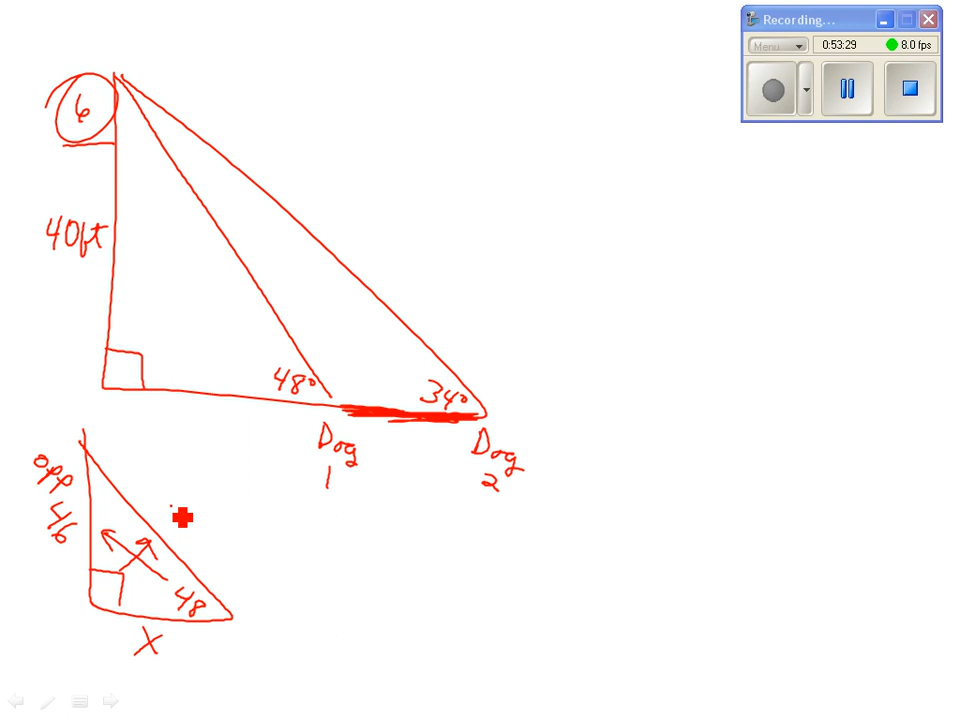 Recording...
Menu
0:53:29
8.0 fps
6
40ft
48°
34°
Dog
1
Dog
2
opp
46
48
X